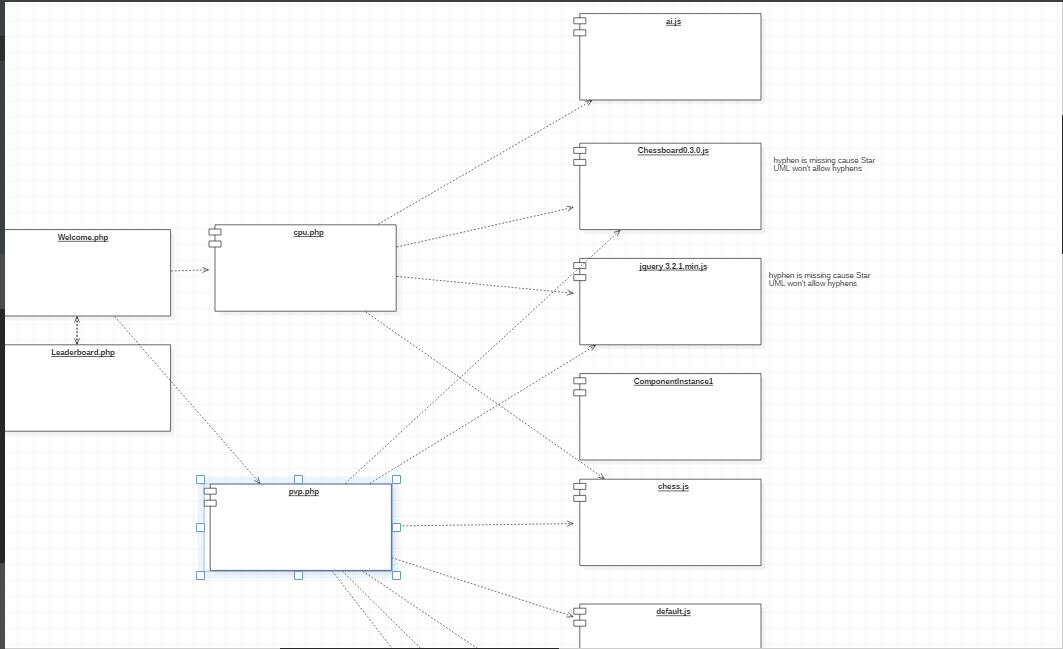 ai.js
Chessboard0.3.0.js
hyphen is missing cause Star
UML won't allow hyphens
Welcome.php
cpu.php
jquery 3.2.1.min.js
hyphen is missing cause Star
UML won't allow hyphens
Leaderboard.php
ComponentInstance1
pvp.php
chess.js
default.js